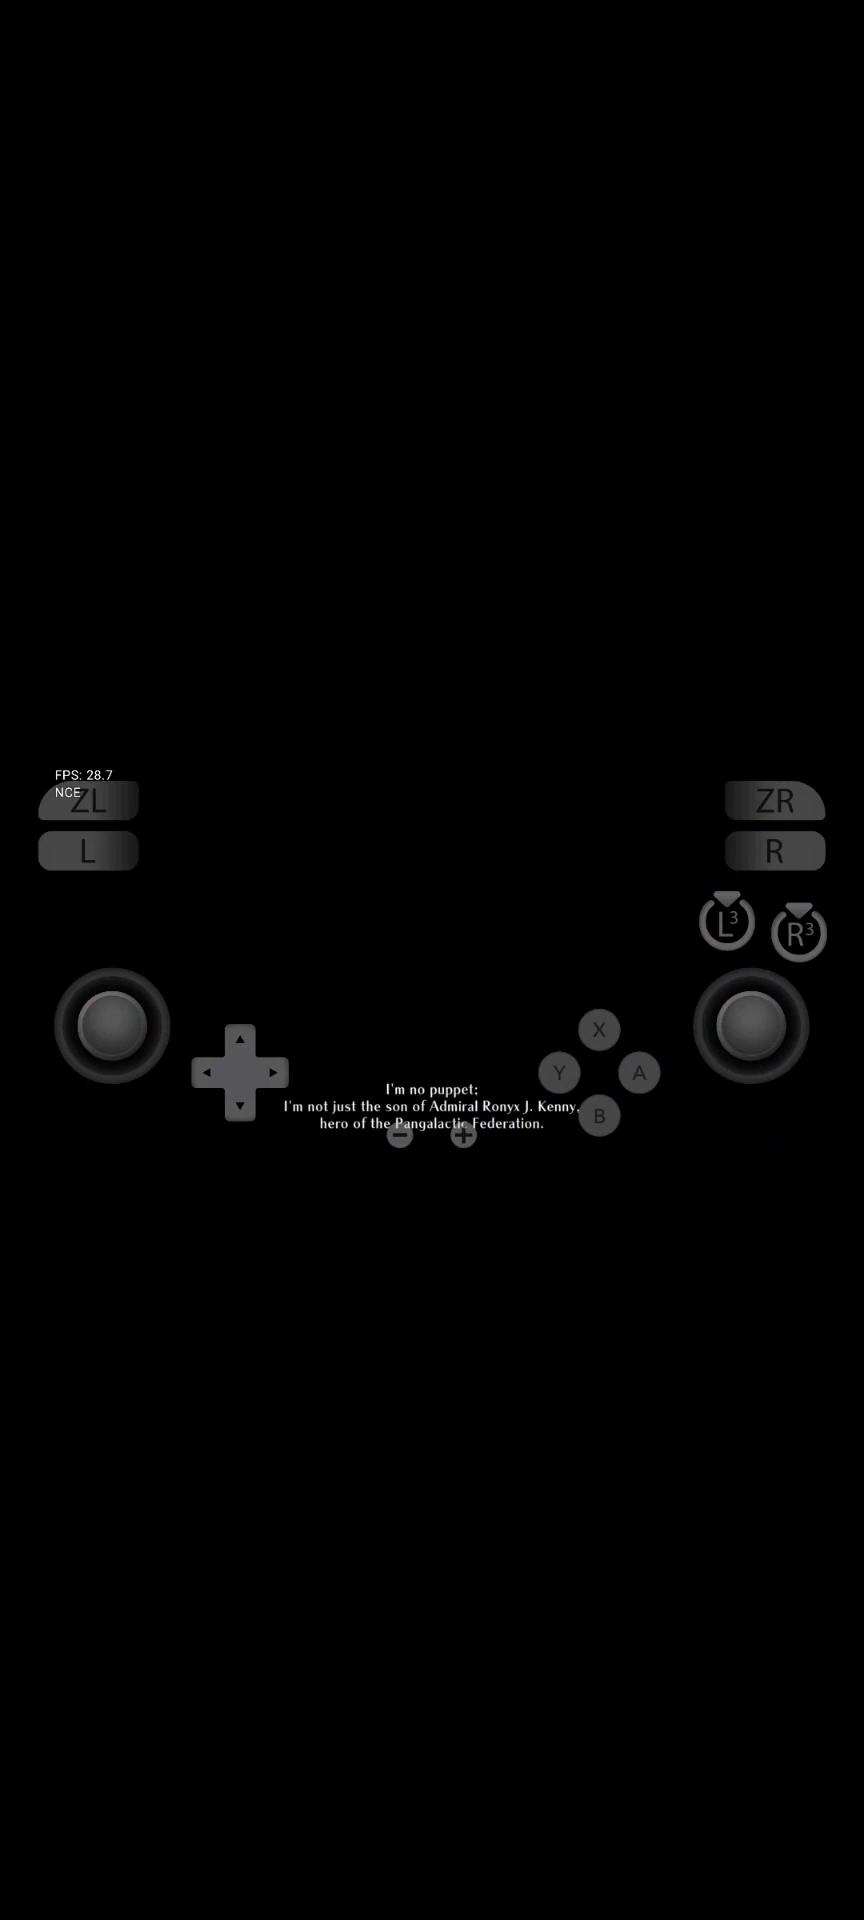 FPS: 28.7
NCE
ZL
ZR
L
R
L3
R3
X
Y
A
B
I'm no puppet;
I'm not just the son of Admiral Ronyx J. Kenny,
hero of the Pangalactic Federation.